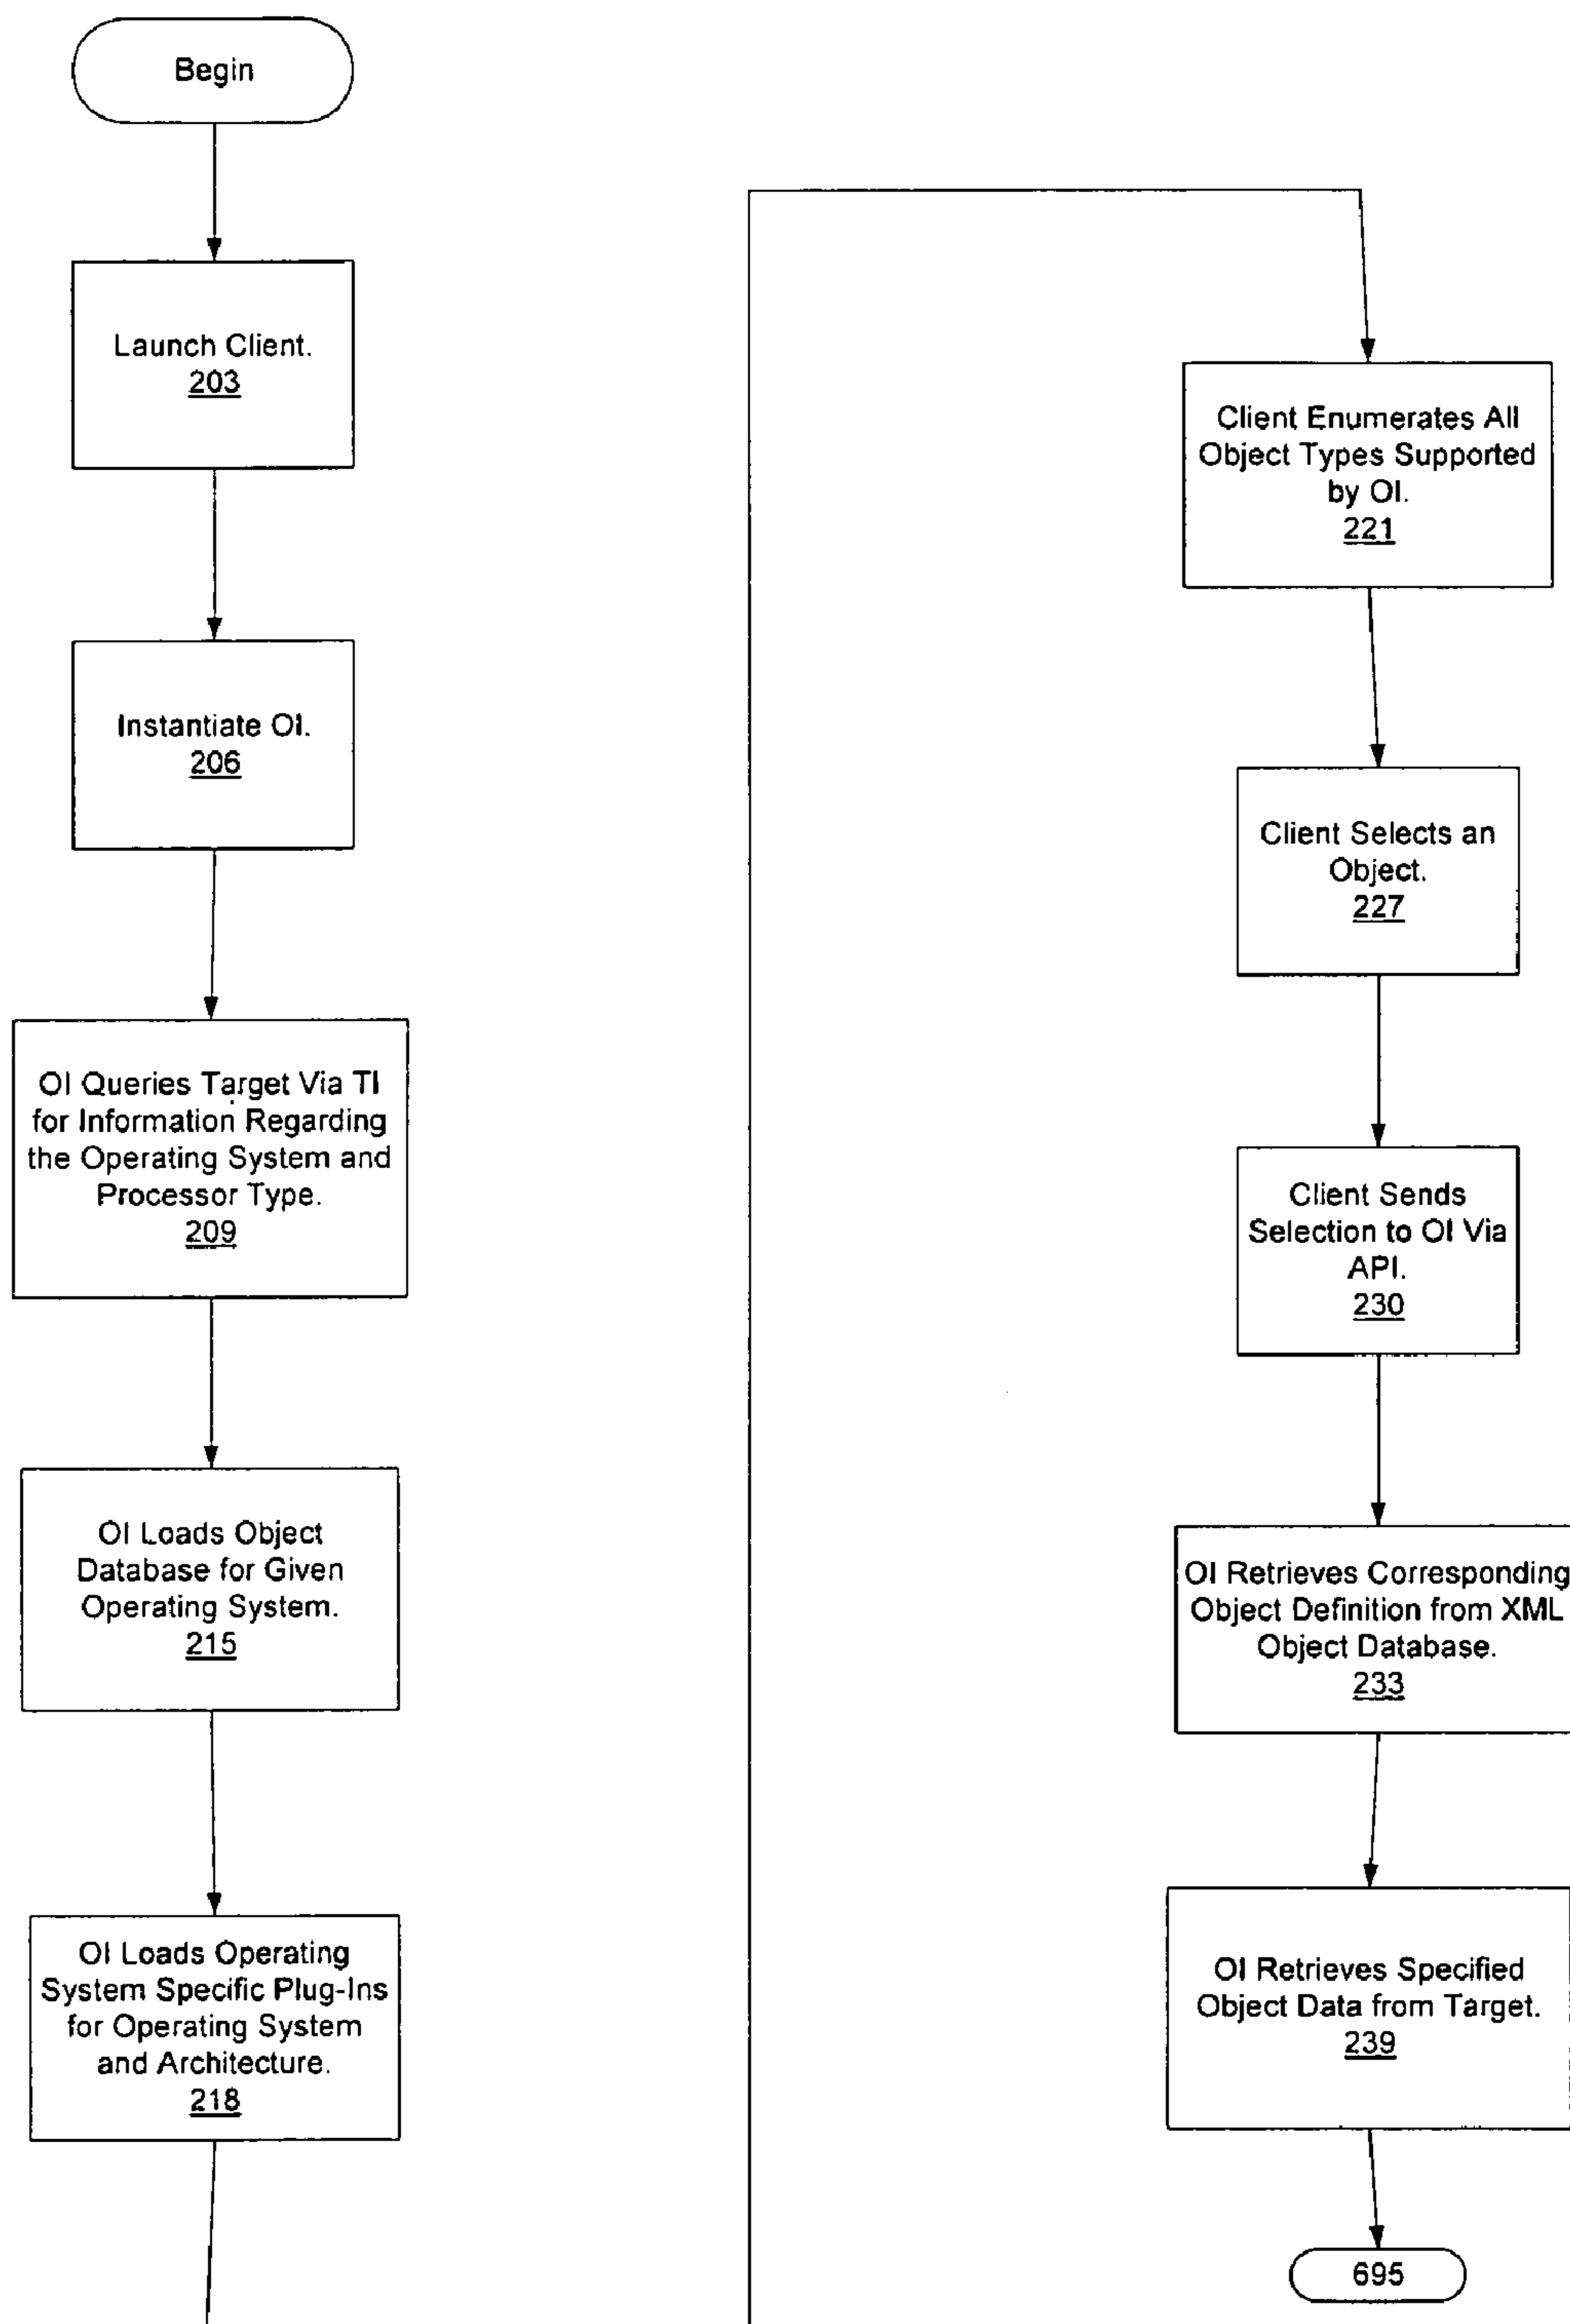 Begin
Launch Client.
203
Instantiate OI.
206
OI Queries Target Via TI
for Information Regarding
the Operating System and
Processor Type.
209
OI Loads Object
Database for Given
Operating System.
215
OI Loads Operating
System Specific Plug-Ins
for Operating System
and Architecture.
218
Client Enumerates All
Object Types Supported
by OI.
221
Client Selects an
Object.
227
Client Sends
Selection to OI Via
API.
230
OI Retrieves Corresponding
Object Definition from XML
Object Database.
233
OI Retrieves Specified
Object Data from Target.
239
695